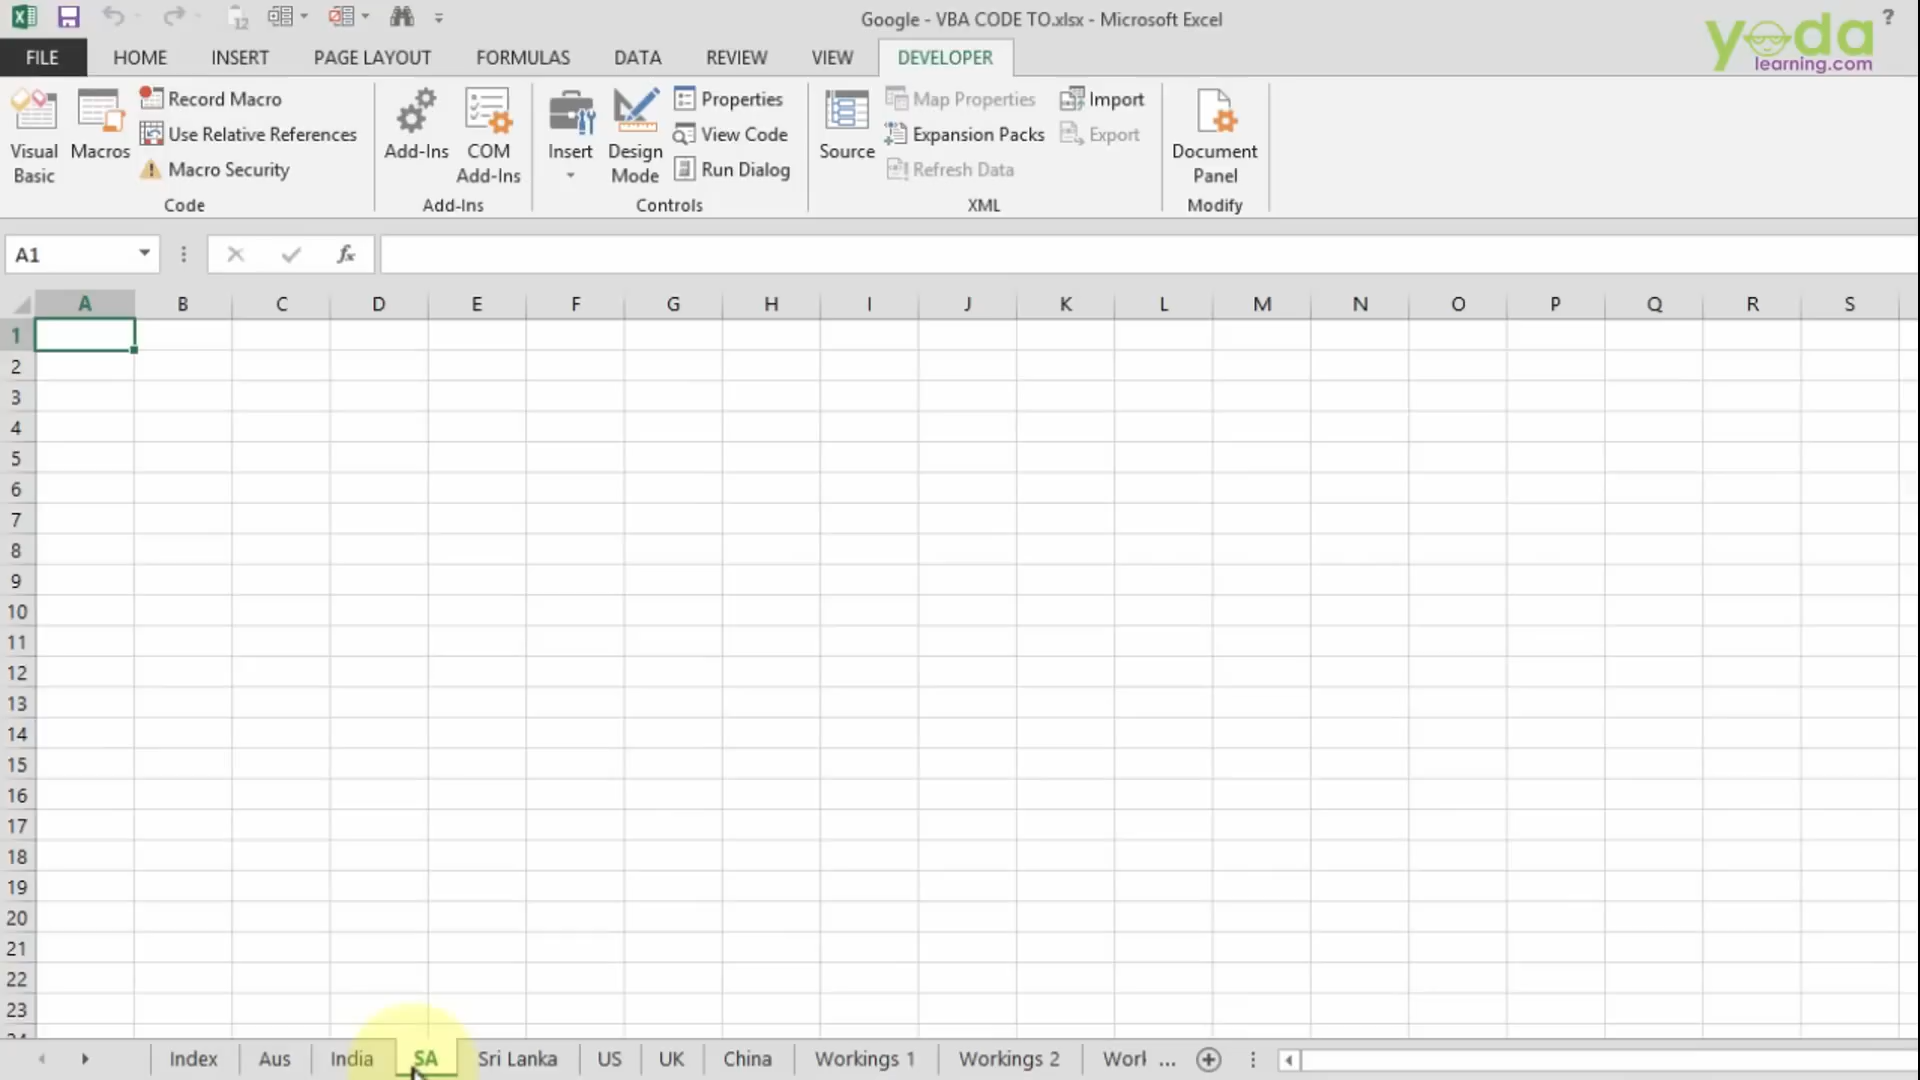 Google - VBA CODE TO.xlsx - Microsoft Excel
?
yoda
learning.com
12
FILE HOME INSERT PAGE LAYOUT FORMULAS DATA REVIEW VIEW DEVELOPER
Visual Basic
Macros
Record Macro
Use Relative References
Macro Security
Code
Add-Ins
COM Add-Ins
Add-Ins
Insert
Design Mode
Properties
View Code
Run Dialog
Controls
Source
Map Properties
Expansion Packs
Refresh Data
Import
Export
XML
Document Panel
Modify
A1
fx
A B C D E F G H I J K L M N O P Q R S
1
2
3
4
5
6
7
8
9
10
11
12
13
14
15
16
17
18
19
20
21
22
23
Index Aus India SA Sri Lanka US UK China Workings 1 Workings 2 ...